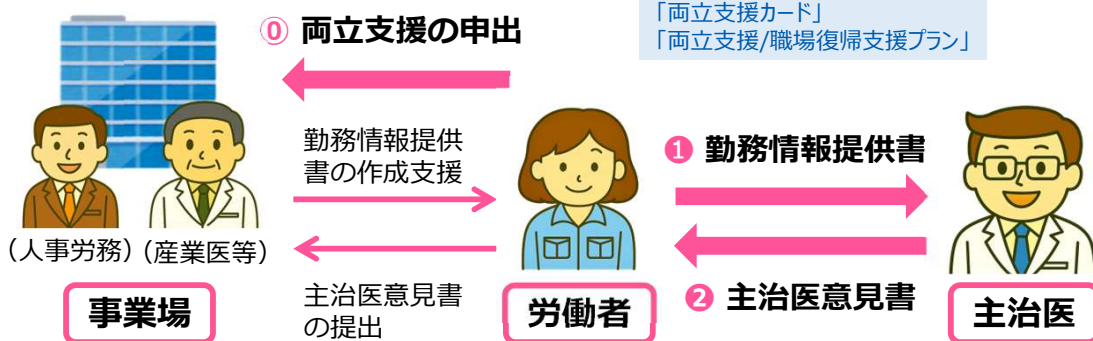 「両立支援カード」
「両立支援/職場復帰支援プラン」
⓪ 両立支援の申出
勤務情報提供
書の作成支援
❶ 勤務情報提供書
(人事労務)(産業医等)
主治医意見書
の提出
❷ 主治医意見書
事業場
労働者
主治医